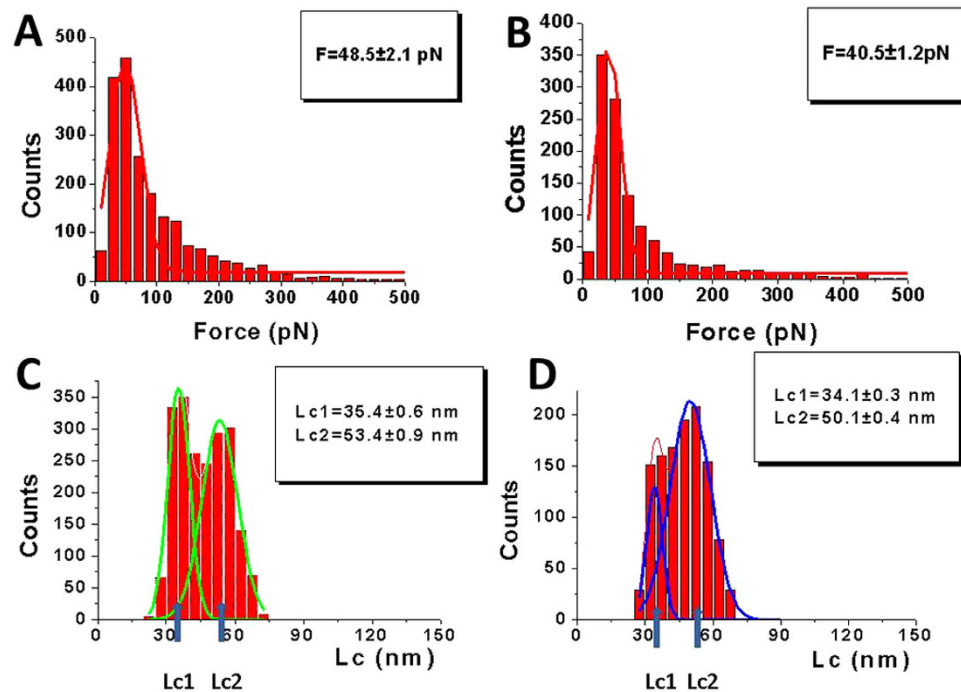 A
500
400
300
200
100
0
Counts
0 100 200 300 400 500
Force (pN)
F=48.5±2.1 pN
B
400
350
300
250
200
150
100
50
0
Counts
0 100 200 300 400 500
Force (pN)
F=40.5±1.2pN
C
350
300
250
200
150
100
50
0
Counts
0 30 60 90 120 150
Lc (nm)
Lc1 Lc2
Lc1=35.4±0.6 nm
Lc2=53.4±0.9 nm
D
200
150
100
50
0
Counts
0 30 60 90 120 150
Lc (nm)
Lc1 Lc2
Lc1=34.1±0.3 nm
Lc2=50.1±0.4 nm